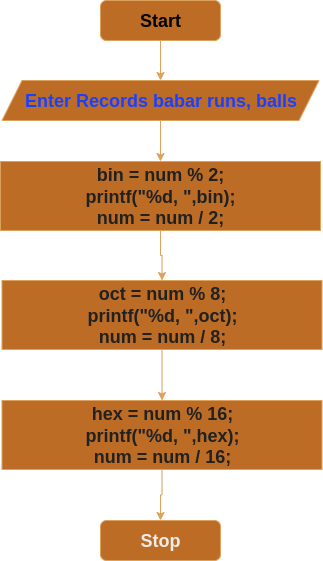 Start
Enter Records babar runs, balls
bin = num % 2;
printf("%d, ",bin);
num = num / 2;
oct = num % 8;
printf("%d, ",oct);
num = num / 8;
hex = num % 16;
printf("%d, ",hex);
num = num / 16;
Stop